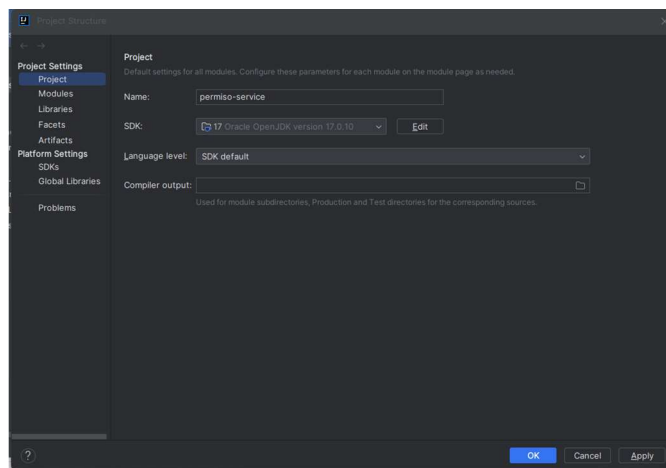 Project Structure
Project Settings
Project
Modules
Libraries
Facets
Artifacts
Platform Settings
SDKs
Global Libraries
Problems
Project
Default settings for all modules. Configure these parameters for each module on the module page as needed.
Name: permiso-service
SDK: 17 Oracle OpenJDK version 17.0.10 Edit
Language level: SDK default
Compiler output:
Used for module subdirectories, Production and Test directories for the corresponding sources.
? OK Cancel Apply